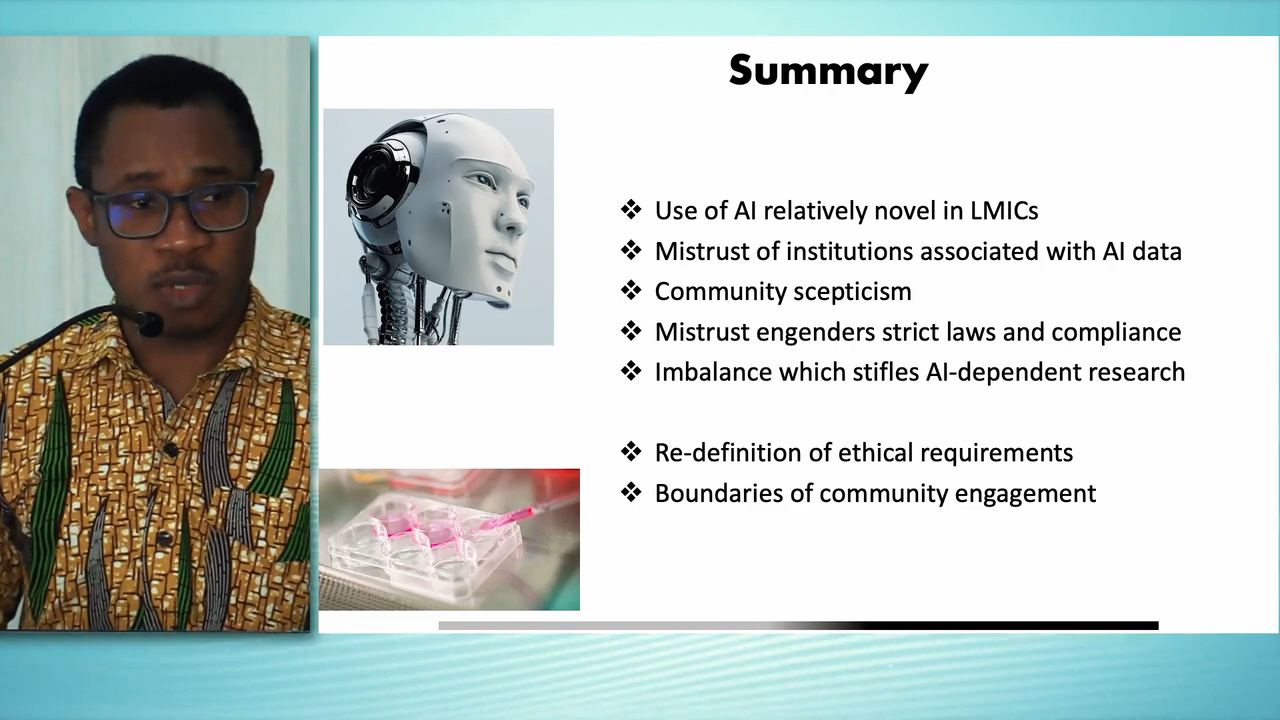 Summary
❖ Use of AI relatively novel in LMICs
❖ Mistrust of institutions associated with AI data
❖ Community scepticism
❖ Mistrust engenders strict laws and compliance
❖ Imbalance which stifles AI-dependent research
❖ Re-definition of ethical requirements
❖ Boundaries of community engagement